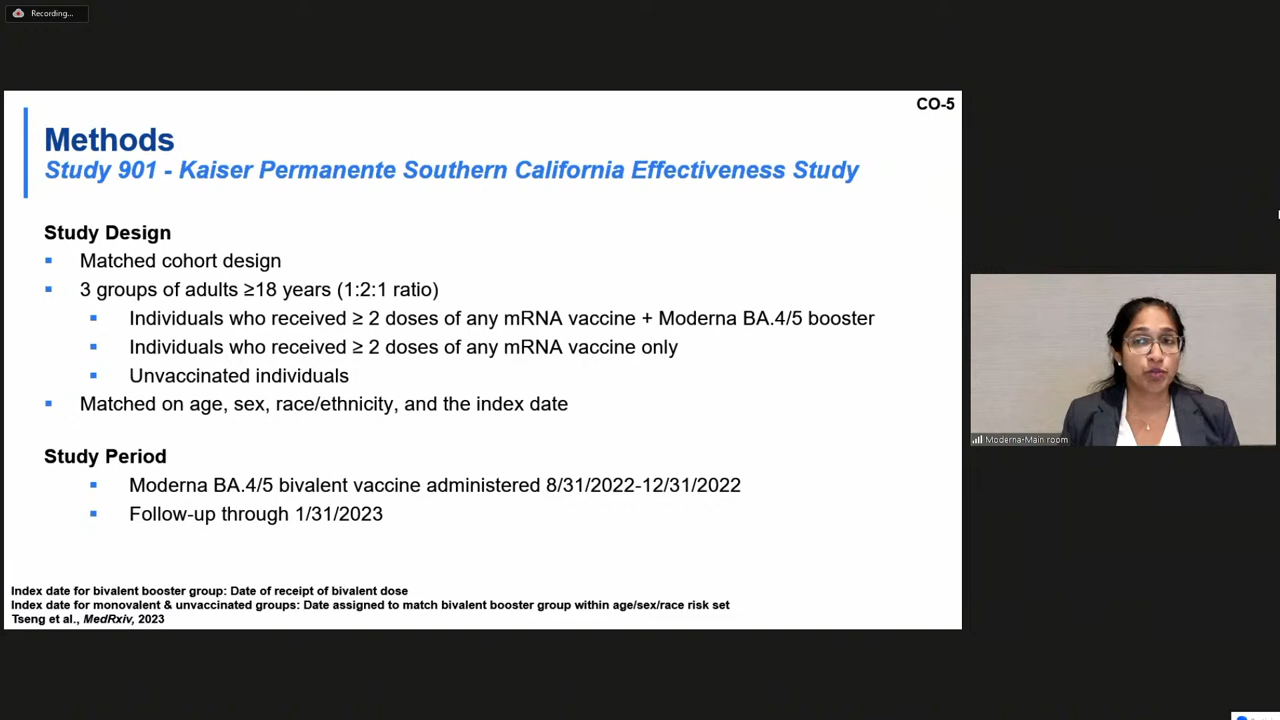 Recording...
CO-5
Methods
Study 901 - Kaiser Permanente Southern California Effectiveness Study
Study Design
Matched cohort design
3 groups of adults ≥18 years (1:2:1 ratio)
Individuals who received ≥ 2 doses of any mRNA vaccine + Moderna BA.4/5 booster
Individuals who received ≥ 2 doses of any mRNA vaccine only
Unvaccinated individuals
Matched on age, sex, race/ethnicity, and the index date
Study Period
Moderna BA.4/5 bivalent vaccine administered 8/31/2022-12/31/2022
Follow-up through 1/31/2023
Index date for bivalent booster group: Date of receipt of bivalent dose
Index date for monovalent & unvaccinated groups: Date assigned to match bivalent booster group within age/sex/race risk set
Tseng et al., MedRxiv, 2023
Moderna-Main room